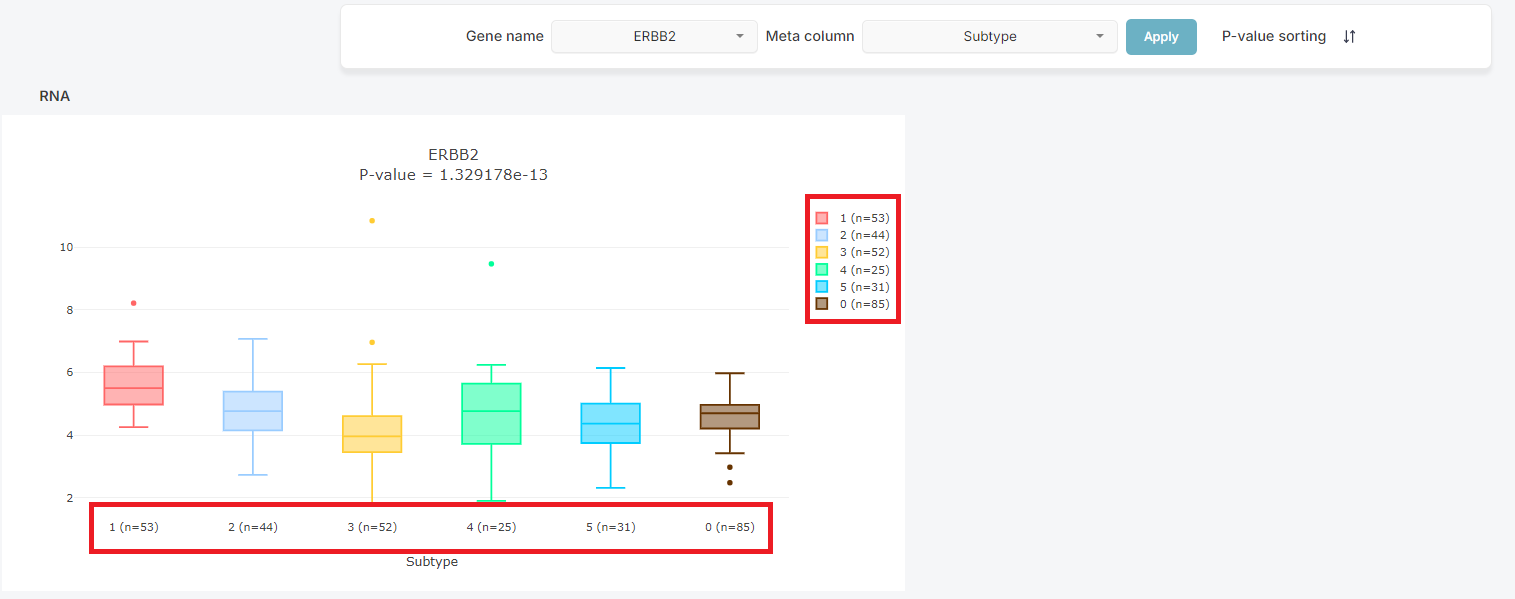 Gene name ERBB2 Meta column Subtype Apply P-value sorting
RNA
ERBB2
P-value = 1.329178e-13
1 (n=53)
2 (n=44)
3 (n=52)
4 (n=25)
5 (n=31)
0 (n=85)
10
8
6
4
2
1 (n=53) 2 (n=44) 3 (n=52) 4 (n=25) 5 (n=31) 0 (n=85)
Subtype